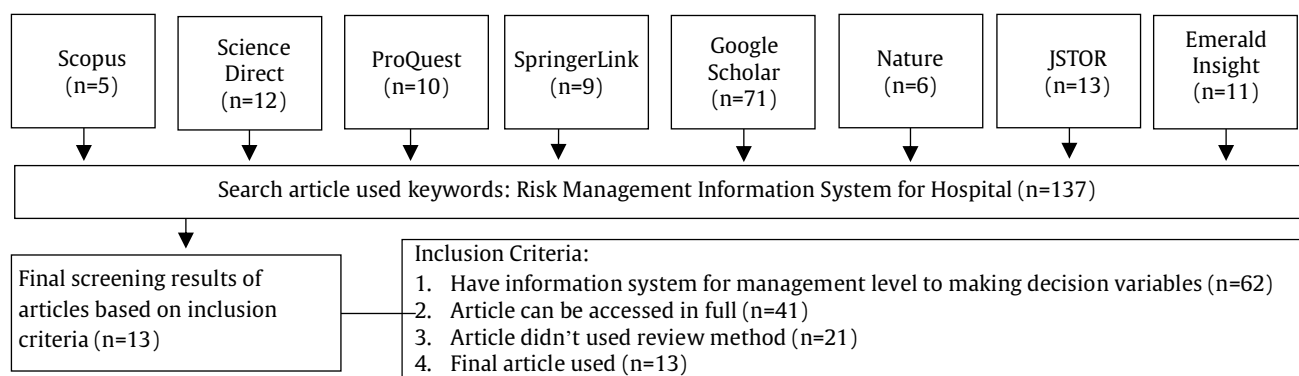 Scopus
(n=5)
Science
Direct
(n=12)
ProQuest
(n=10)
SpringerLink
(n=9)
Google
Scholar
(n=71)
Nature
(n=6)
JSTOR
(n=13)
Emerald
Insight
(n=11)
Search article used keywords: Risk Management Information System for Hospital (n=137)
Final screening results of
articles based on inclusion
criteria (n=13)
Inclusion Criteria:
1. Have information system for management level to making decision variables (n=62)
2. Article can be accessed in full (n=41)
3. Article didn't used review method (n=21)
4. Final article used (n=13)